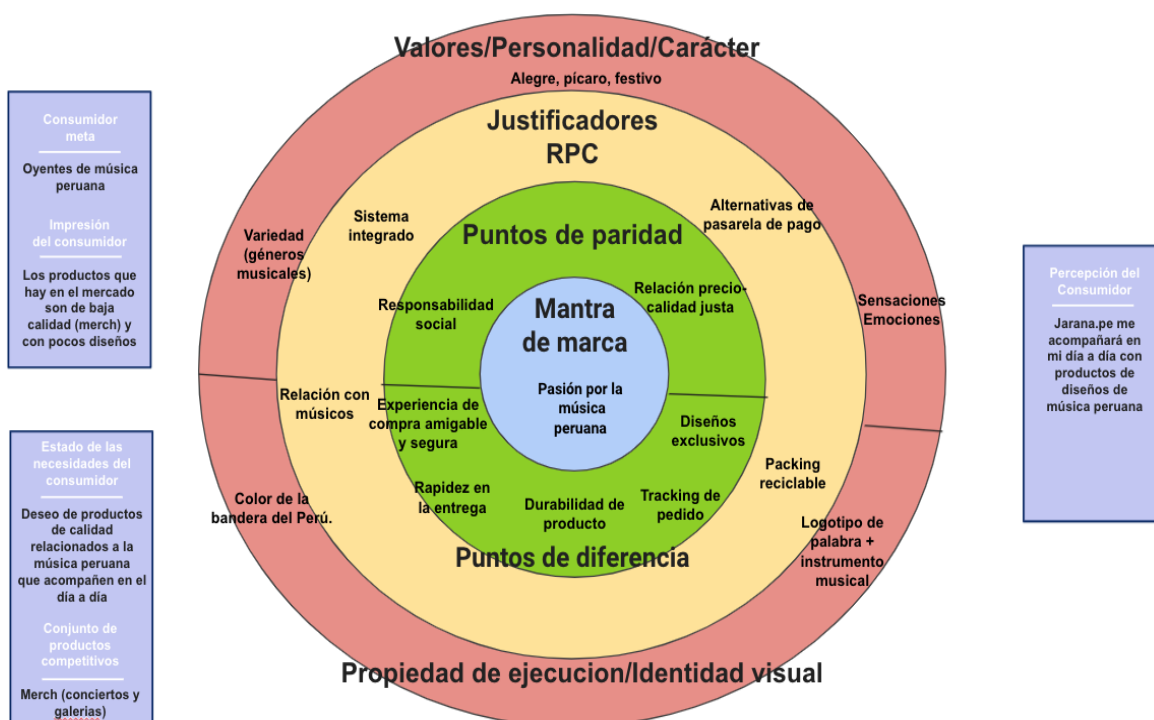 Valores/Personalidad/Carácter
Alegre, pícaro, festivo
Consumidor
meta
Oyentes de música
peruana
Impresión
del consumidor
Los productos que
hay en el mercado
son de baja
calidad (merch) y
con pocos diseños
Estado de las
necesidades del
consumidor
Deseo de productos
de calidad
relacionados a la
música peruana
que acompañen en el
día a día
Conjunto de
productos
competitivos
Merch (conciertos y
galerias)
Variedad
(géneros
musicales)
Justificadores
RPC
Sistema
integrado
Alternativas de
pasarela de pago
Puntos de paridad
Responsabilidad
social
Relación precio-
calidad justa
Mantra
de marca
Pasión por la
música
peruana
Sensaciones
Emociones
Relación con
músicos
Experiencia de
compra amigable
y segura
Diseños
exclusivos
Packing
reciclable
Rapidez en
la entrega
Durabilidad de
producto
Tracking de
pedido
Puntos de diferencia
Color de la
bandera del Perú.
Logotipo de
palabra +
instrumento
musical
Propiedad de ejecucion/Identidad visual
Percepción del
Consumidor
Jarana.pe me
acompañará en
mi día a día con
productos de
diseños de
música peruana